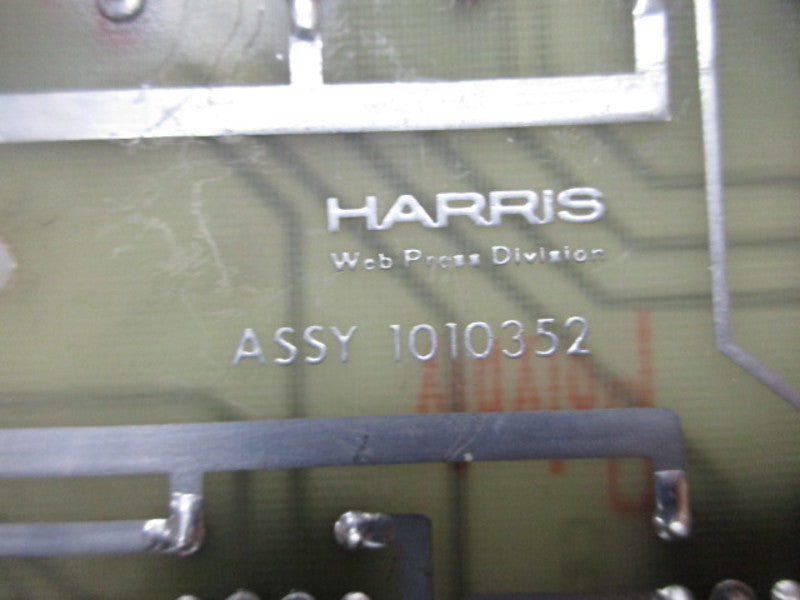 HARRiS
Web Press Division
ASSY 1010352